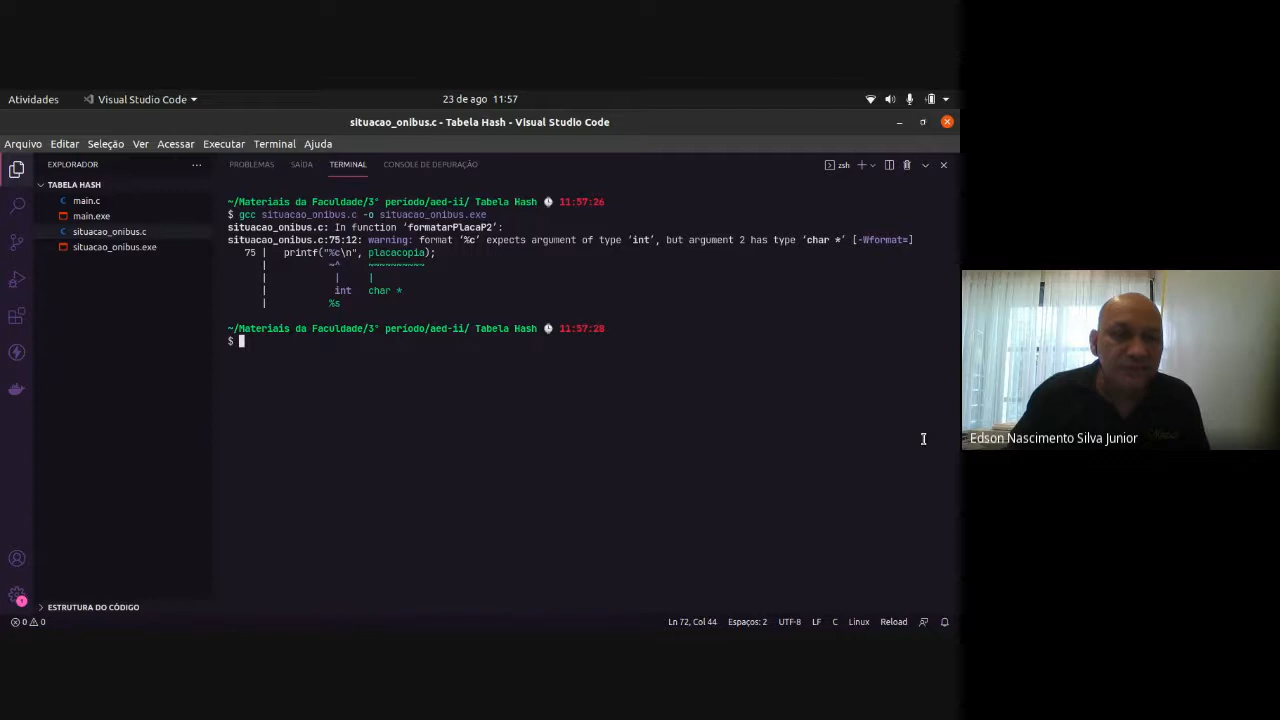 Atividades
Visual Studio Code
23 de ago 11:57
situacao_onibus.c - Tabela Hash - Visual Studio Code
Arquivo Editar Seleção Ver Acessar Executar Terminal Ajuda
EXPLORADOR
PROBLEMAS SAÍDA TERMINAL CONSOLE DE DEPURAÇÃO
zsh
TABELA HASH
main.c
main.exe
situacao_onibus.c
situacao_onibus.exe
~/Materiais da Faculdade/3° período/aed-ii/ Tabela Hash 11:57:26
$ gcc situacao_onibus.c -o situacao_onibus.exe
situacao_onibus.c: In function ‘formatarPlacaP2’:
situacao_onibus.c:75:12: warning: format ‘%c’ expects argument of type ‘int’, but argument 2 has type ‘char *’ [-Wformat=]
75 | printf("%c\n", placacopia);
| ~^ ~~~~~~~~~~
| | |
| int char *
| %s
~/Materiais da Faculdade/3° período/aed-ii/ Tabela Hash 11:57:28
$
Edson Nascimento Silva Junior
ESTRUTURA DO CÓDIGO
0 0
Ln 72, Col 44 Espaços: 2 UTF-8 LF C Linux Reload